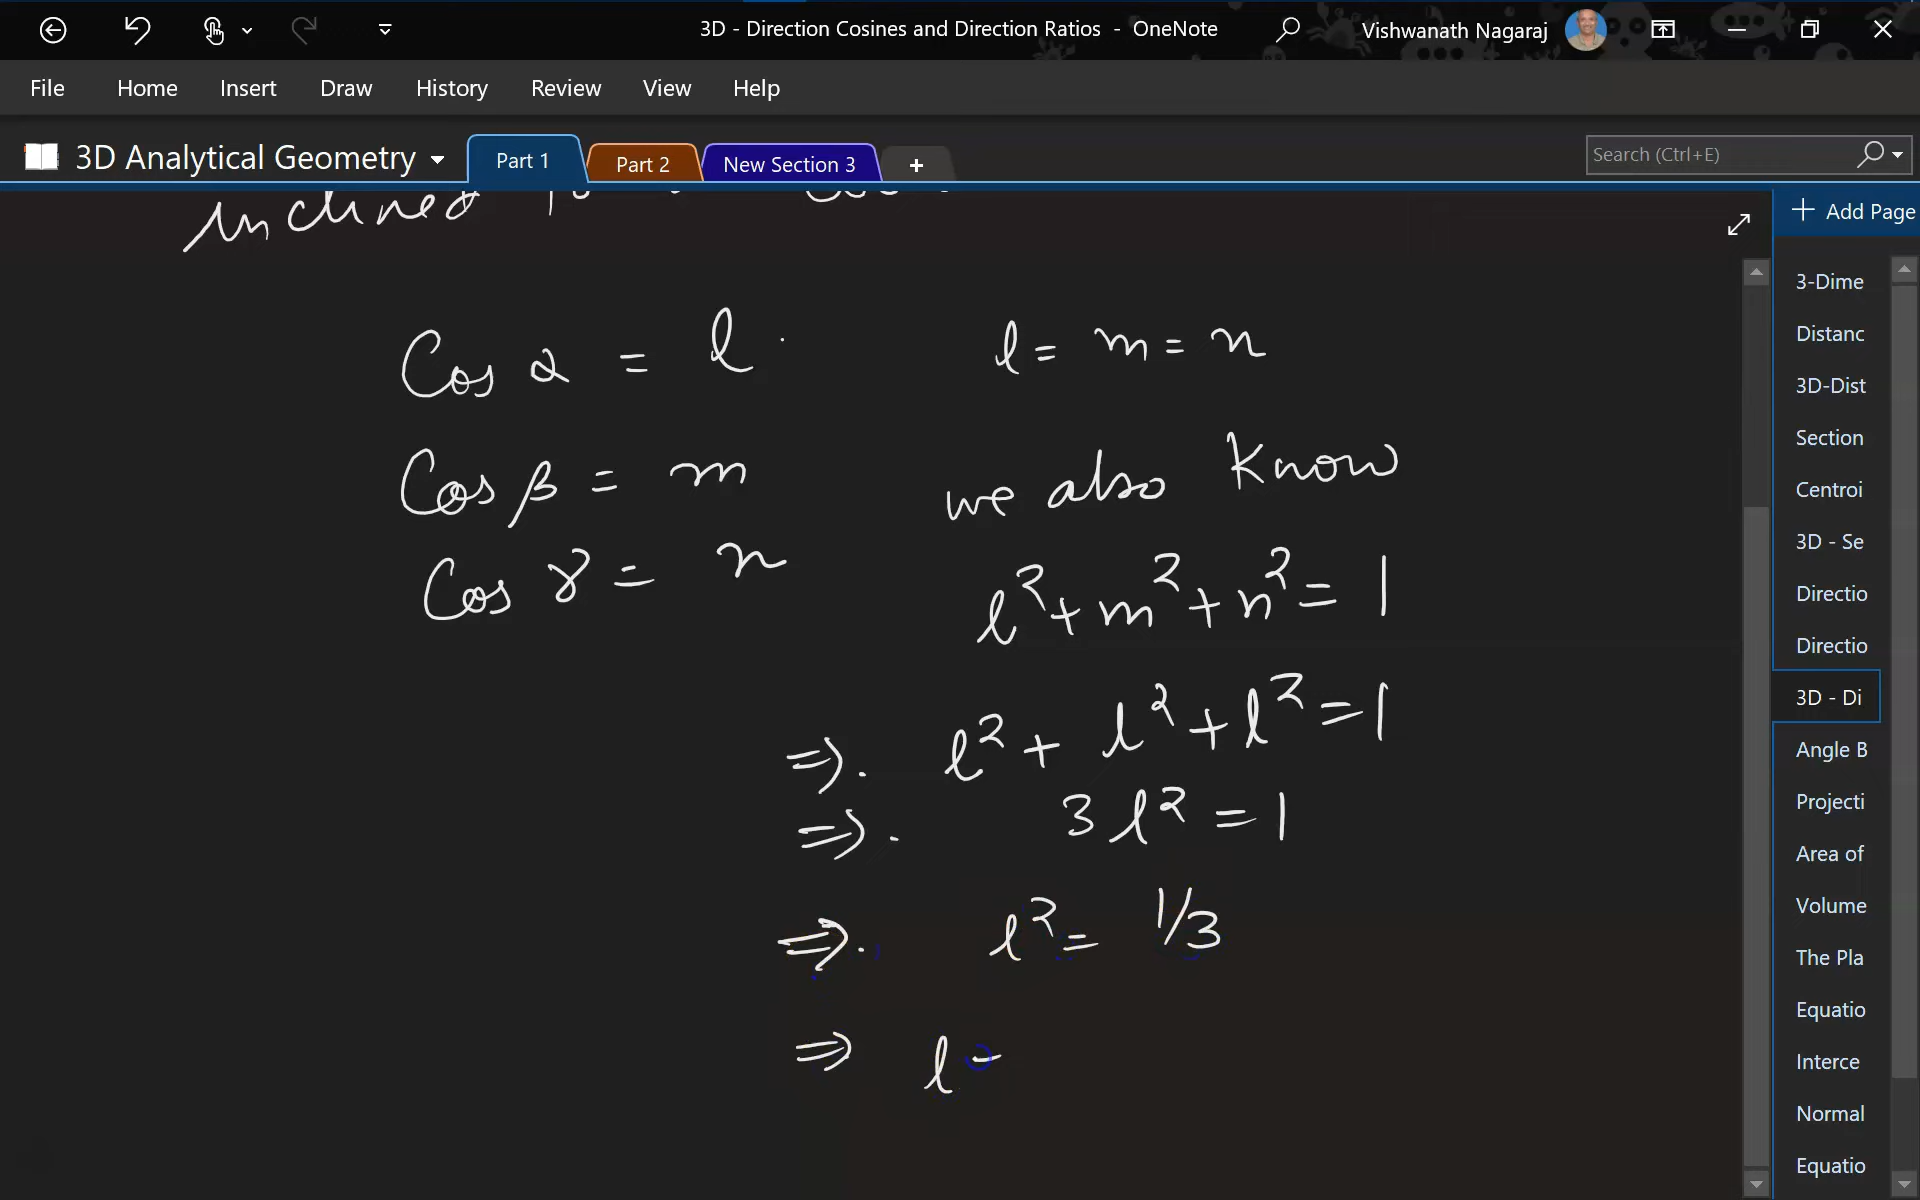 3D - Direction Cosines and Direction Ratios - OneNote
Vishwanath Nagaraj
File Home Insert Draw History Review View Help
3D Analytical Geometry
Part 1
Part 2
New Section 3
+
Search (Ctrl+E)
inclined to
Cos α = l .
Cos β = m
Cos γ = n
l = m = n
we also know
l² + m² + n² = 1
⇒. l² + l² + l² = 1
⇒. 3l² = 1
⇒. l² = 1/3
⇒ l =
+ Add Page
3-Dime
Distanc
3D-Dist
Section
Centroi
3D - Se
Directio
Directio
3D - Di
Angle B
Projecti
Area of
Volume
The Pla
Equatio
Interce
Normal
Equatio